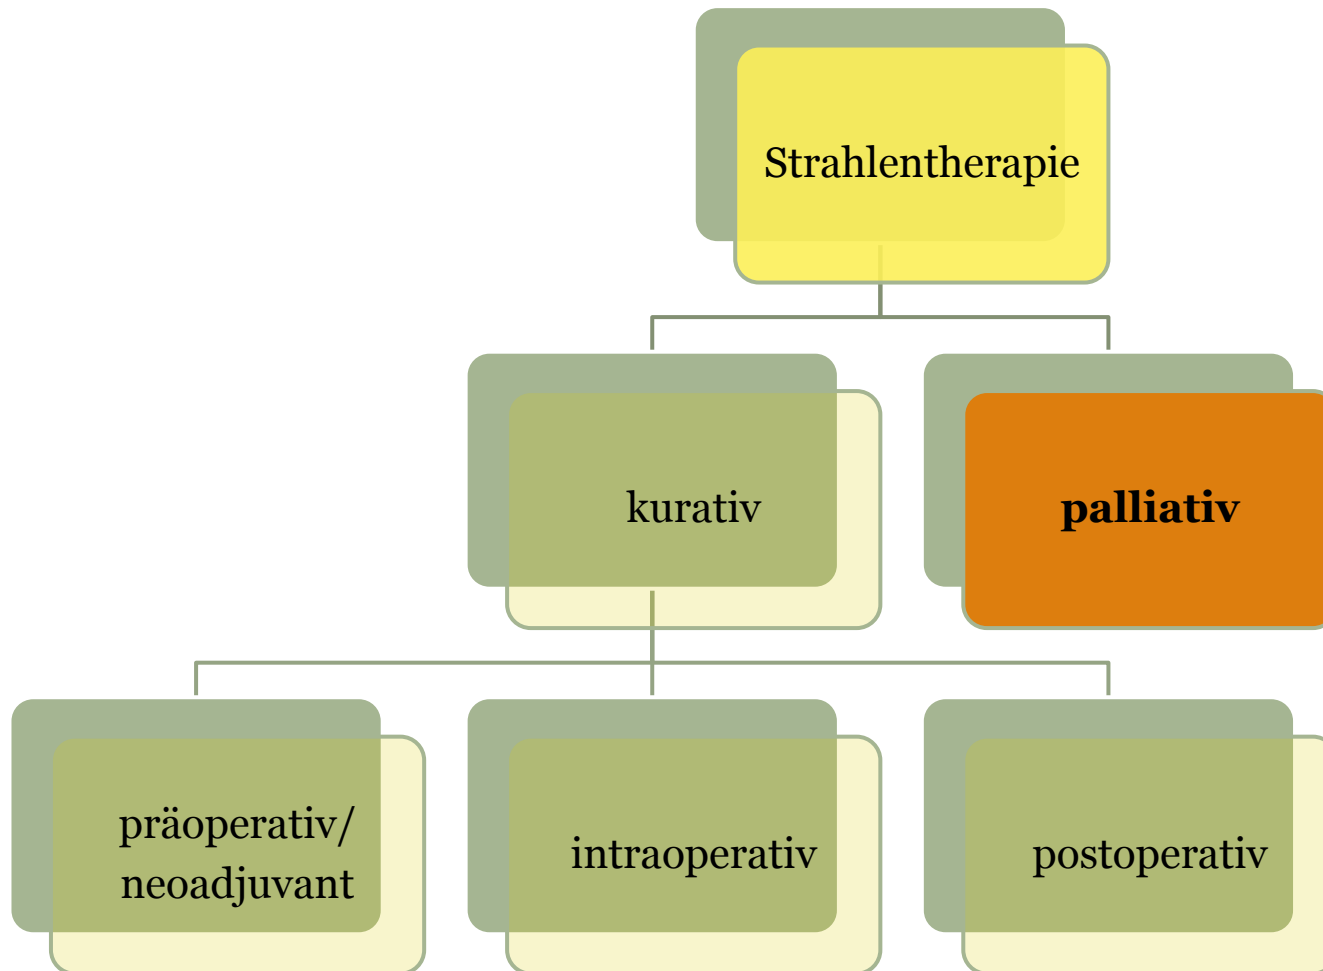 Strahlentherapie
kurativ
palliativ
präoperativ/
neoadjuvant
intraoperativ
postoperativ